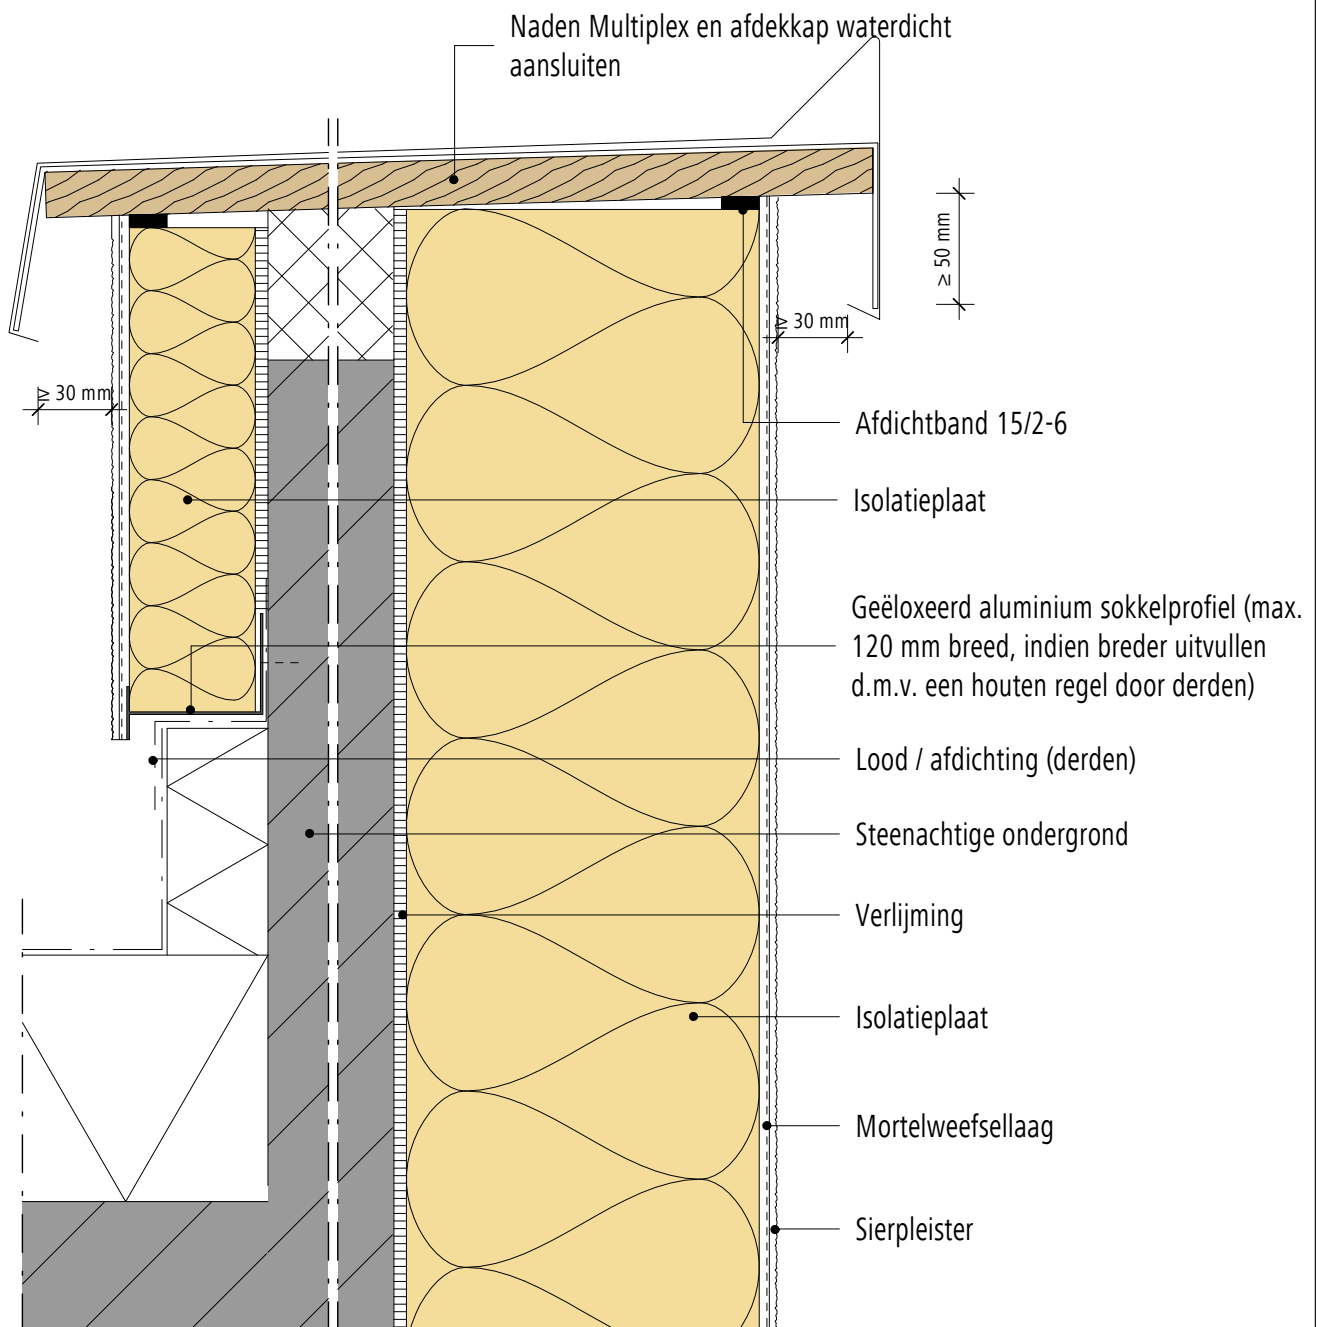 Naden Multiplex en afdekkap waterdicht
aansluiten
≥ 50 mm
≥ 30 mm
≥ 30 mm
Afdichtband 15/2-6
Isolatieplaat
Geëloxeerd aluminium sokkelprofiel (max.
120 mm breed, indien breder uitvullen
d.m.v. een houten regel door derden)
Lood / afdichting (derden)
Steenachtige ondergrond
Verlijming
Isolatieplaat
Mortelweefsellaag
Sierpleister